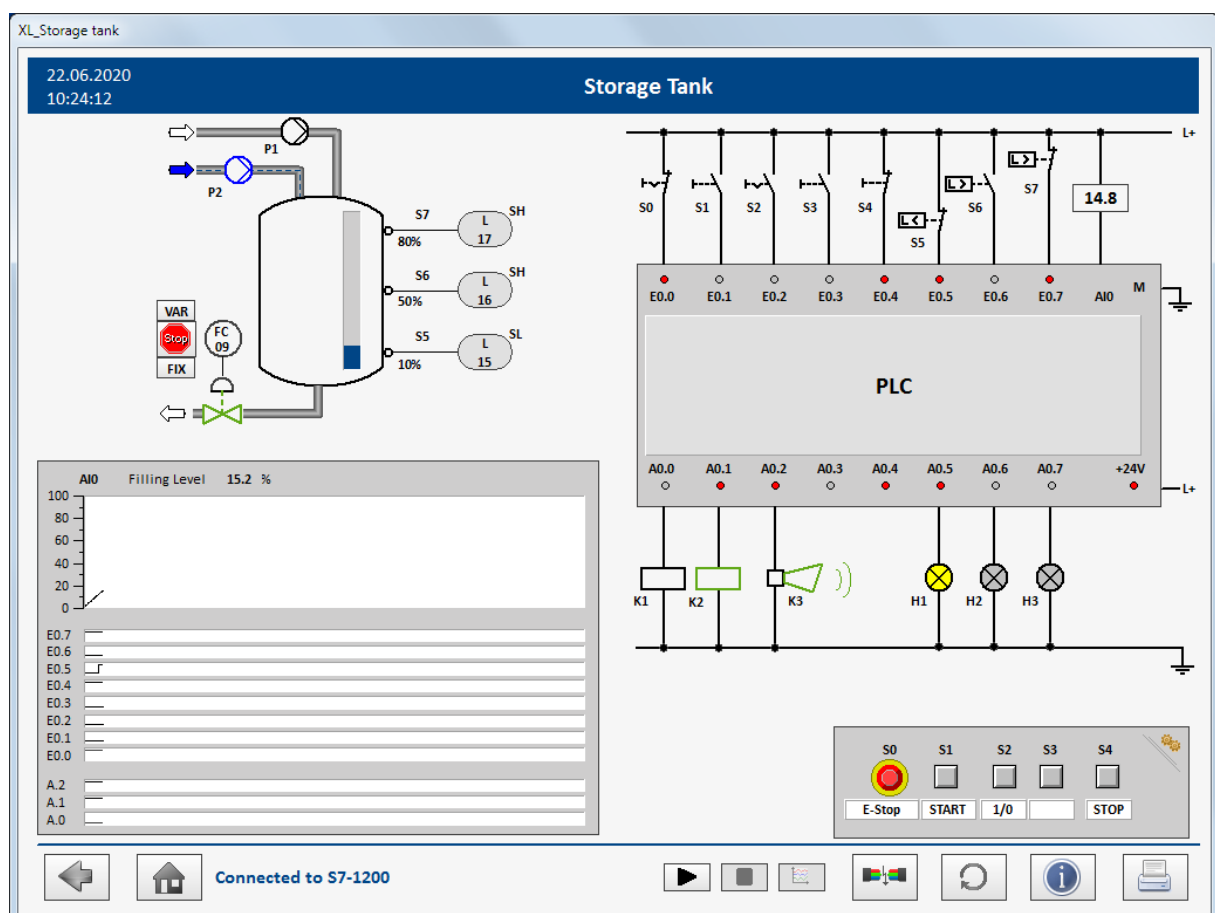 XL_Storage tank
22.06.2020
10:24:12
Storage Tank
P1
P2
S7
80%
L
17
SH
S6
50%
L
16
SH
S5
10%
L
15
SL
VAR
Stop
FIX
FC
09
L+
S0
S1
S2
S3
S4
L<
S5
L>
S6
L>
S7
14.8
E0.0
E0.1
E0.2
E0.3
E0.4
E0.5
E0.6
E0.7
AI0
M
PLC
A0.0
A0.1
A0.2
A0.3
A0.4
A0.5
A0.6
A0.7
+24V
L+
K1
K2
K3
H1
H2
H3
AI0 Filling Level 15.2 %
100
80
60
40
20
0
E0.7
E0.6
E0.5
E0.4
E0.3
E0.2
E0.1
E0.0
A.2
A.1
A.0
S0 S1 S2 S3 S4
E-Stop START 1/0 STOP
Connected to S7-1200
i